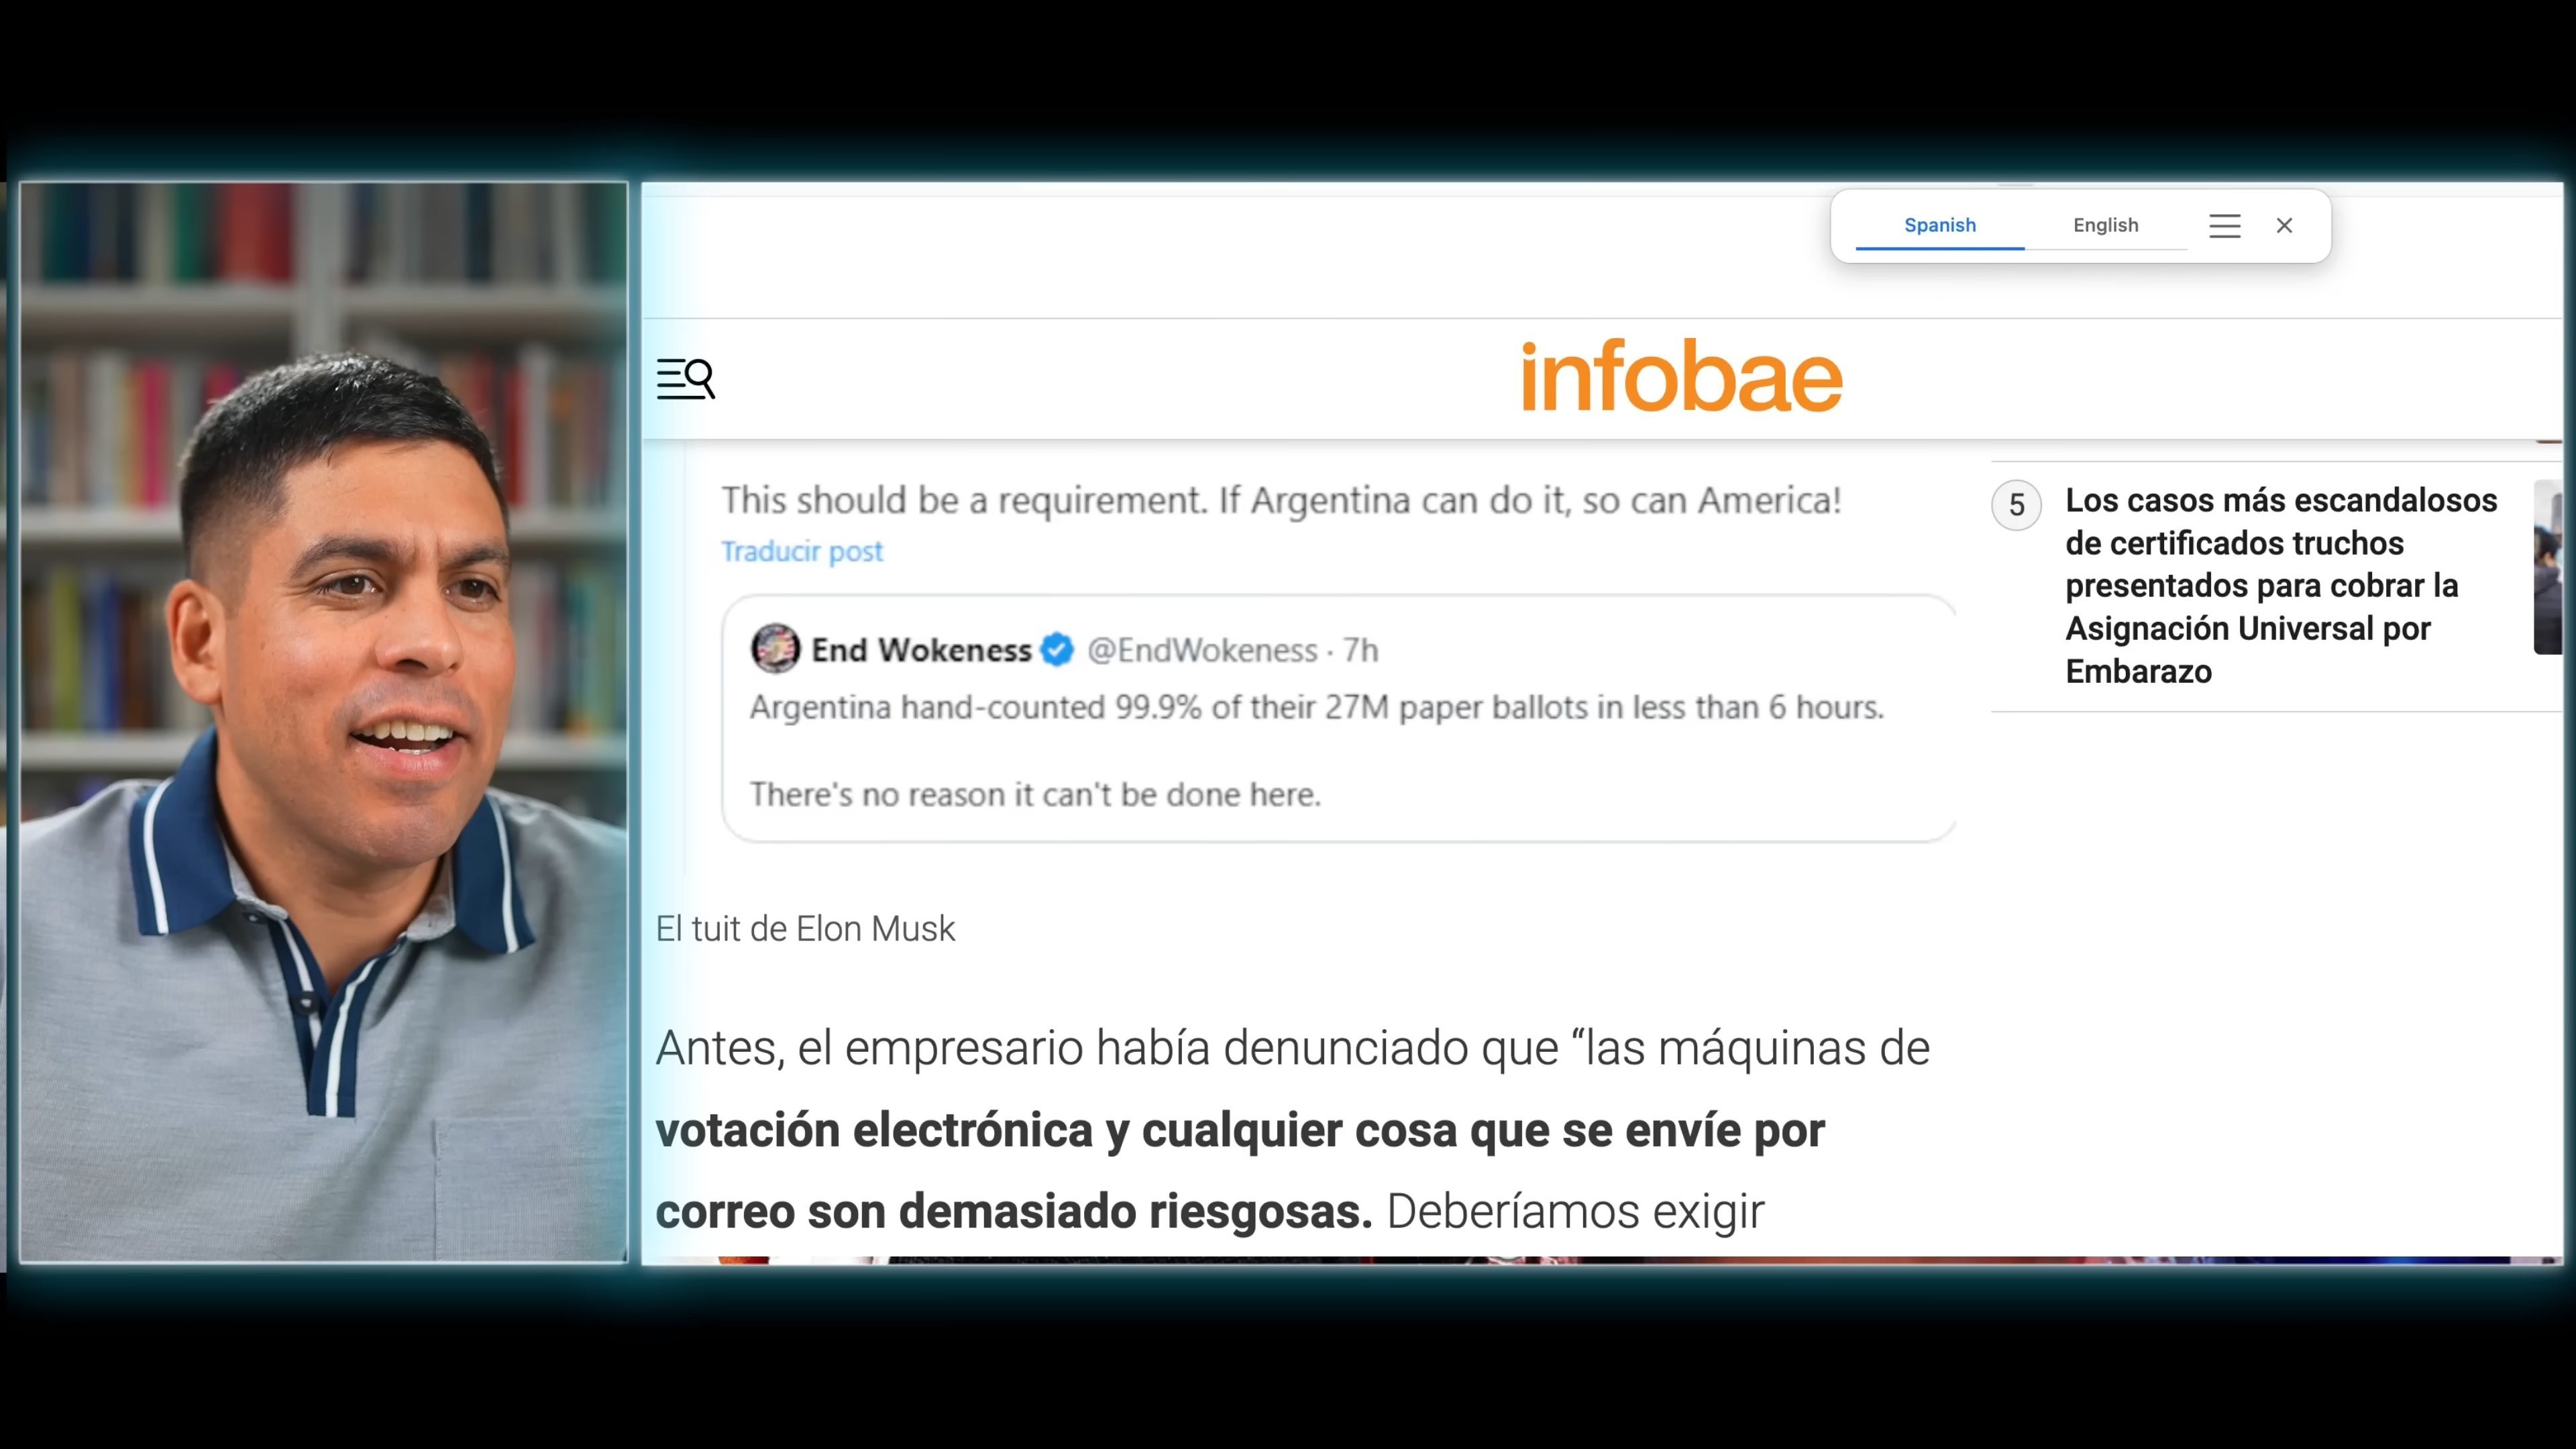 Spanish
English
infobae
This should be a requirement. If Argentina can do it, so can America!
Traducir post
End Wokeness @EndWokeness · 7h
Argentina hand-counted 99.9% of their 27M paper ballots in less than 6 hours.
There's no reason it can't be done here.
El tuit de Elon Musk
Antes, el empresario había denunciado que “las máquinas de
votación electrónica y cualquier cosa que se envíe por
correo son demasiado riesgosas. Deberíamos exigir
5
Los casos más escandalosos
de certificados truchos
presentados para cobrar la
Asignación Universal por
Embarazo